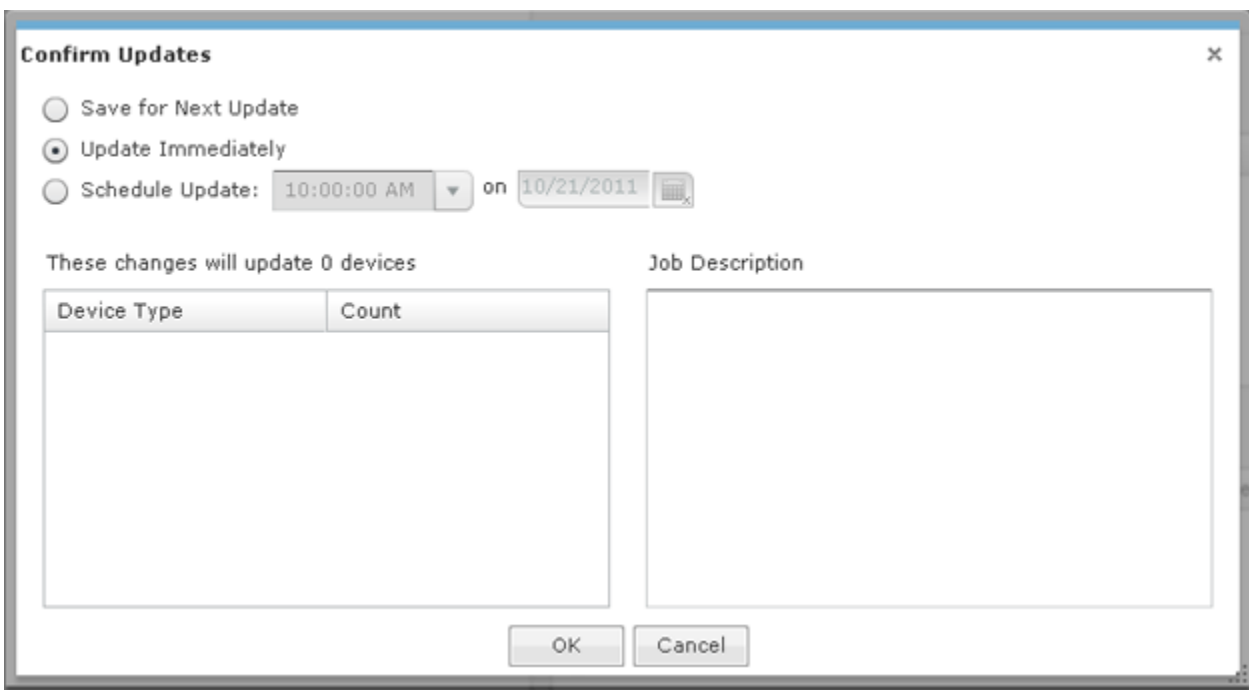 Confirm Updates
Save for Next Update
Update Immediately
Schedule Update: 10:00:00 AM on 10/21/2011
These changes will update 0 devices
Job Description
Device Type Count
OK Cancel